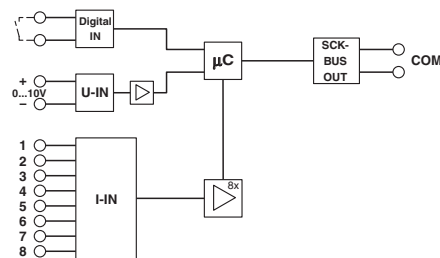 Digital
IN
+
0...10V
−
U-IN
µC
SCK-
BUS
OUT
COM
1
2
3
4
5
6
7
8
I-IN
8x